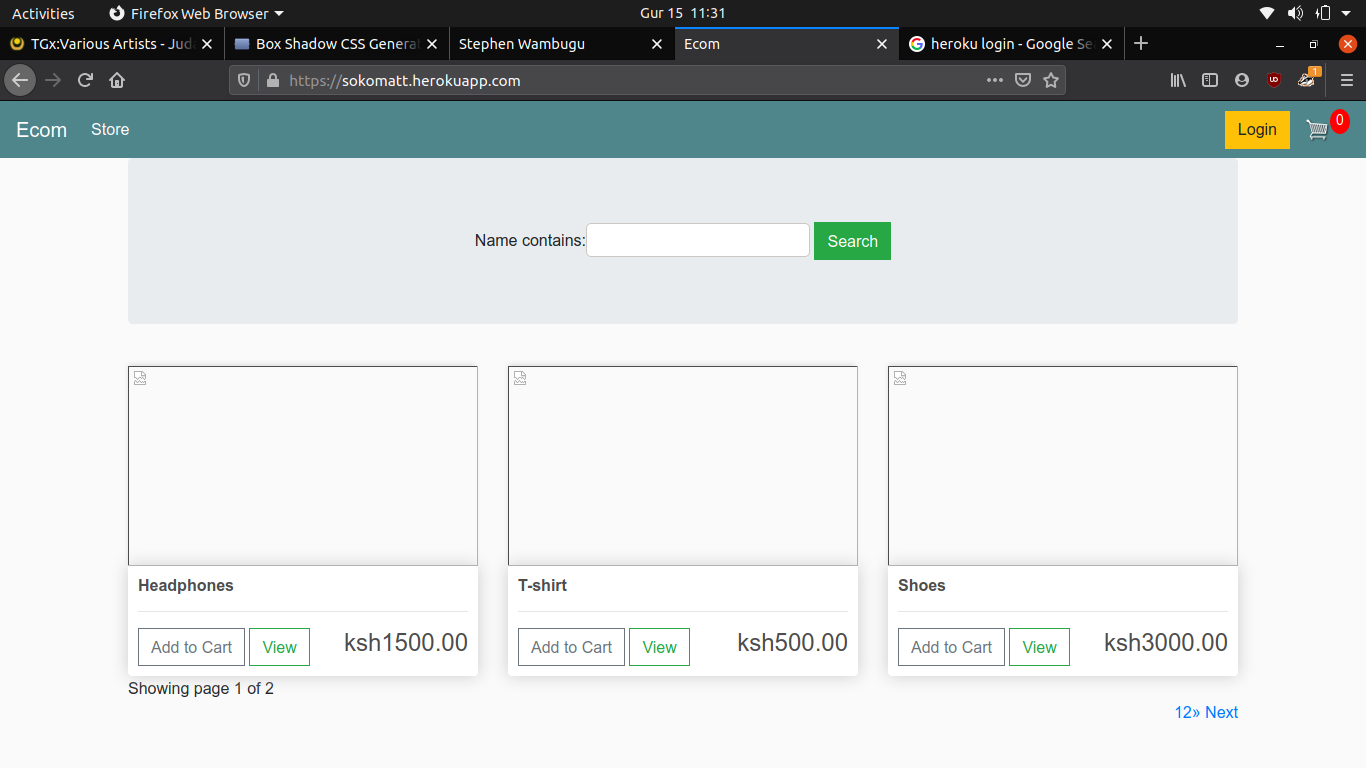 Activities Firefox Web Browser Gur 15 11:31
TGx:Various Artists - Jud Box Shadow CSS Genera Stephen Wambugu Ecom heroku login - Google Se
https://sokomatt.herokuapp.com 1
Ecom Store Login 0
Name contains: Search
Headphones
Add to Cart View ksh1500.00
T-shirt
Add to Cart View ksh500.00
Shoes
Add to Cart View ksh3000.00
Showing page 1 of 2
12» Next